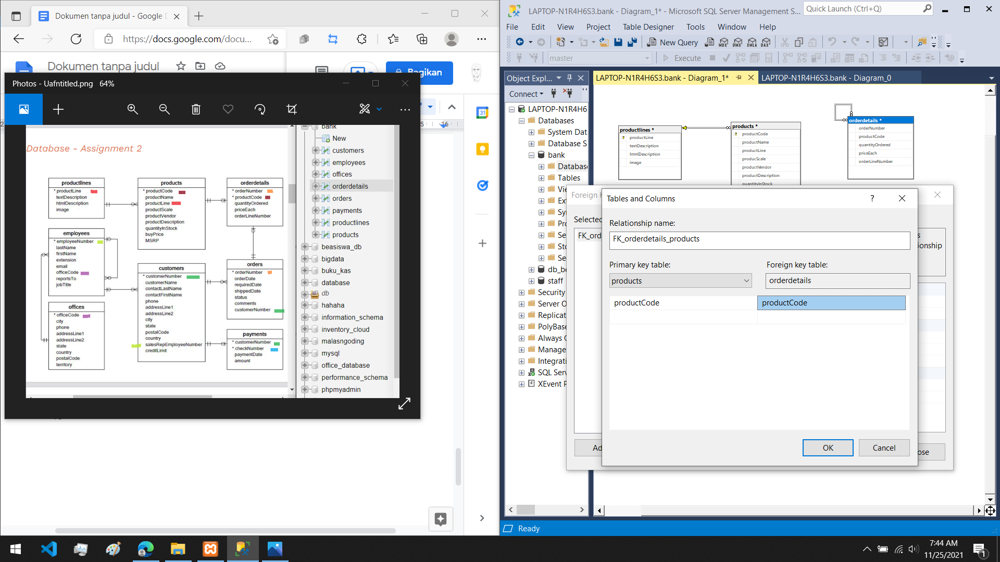 Dokumen tanpa judul - Google D
https://docs.google.com/docu...
Dokumen tanpa judul
Bagikan
Photos - Uafntitled.png 64%
5 16
31
Database - Assignment 2
productlines
* productLine
textDescription
htmlDescription
image
products
* productCode
productName
productLine
productScale
productVendor
productDescription
quantityInStock
buyPrice
MSRP
orderdetails
* orderNumber
* productCode
quantityOrdered
priceEach
orderLineNumber
employees
* employeeNumber
lastName
firstName
extension
email
officeCode
reportsTo
jobTitle
customers
* customerNumber
customerName
contactLastName
contactFirstName
phone
addressLine1
addressLine2
city
state
postalCode
country
salesRepEmployeeNumber
creditLimit
orders
* orderNumber
orderDate
requiredDate
shippedDate
status
comments
customerNumber
offices
* officeCode
city
phone
addressLine1
addressLine2
state
country
postalCode
territory
payments
* customerNumber
* checkNumber
paymentDate
amount
bank
New
customers
employees
offices
orderdetails
orders
payments
productlines
products
beasiswa_db
bigdata
buku_kas
database
db
hahaha
information_schema
inventory_cloud
malasngoding
mysql
office_database
performance_schema
phpmyadmin
LAPTOP-N1R4H6S3.bank - Diagram_1* - Microsoft SQL Server Management S...
Quick Launch (Ctrl+Q)
File Edit View Project Table Designer Tools Window Help
New Query
MDX DMX XMLA DAX
master
Execute
Object Expl...
LAPTOP-N1R4H6S3.bank - Diagram_1*
LAPTOP-N1R4H6S3.bank - Diagram_0
Connect
LAPTOP-N1R4H6
Databases
System Dat
Database S
bank
Database
Tables
Vie
Ext
Syn
Pro
Se
Sto
Se
db_be
staff
Security
Server O
Replicat
PolyBase
Always O
Manage
Integrati
SQL Serv
XEvent P
productlines *
productLine
textDescription
htmlDescription
image
products *
productCode
productName
productLine
producScale
productVendor
productDescription
quantityInStock
orderdetails *
orderNumber
productCode
quantityOrdered
priceEach
orderLineNumber
Foreign K
Selected
FK_ord
Ad
s
ionship
ose
Tables and Columns
?
Relationship name:
FK_orderdetails_products
Primary key table:
Foreign key table:
products
orderdetails
productCode
productCode
OK
Cancel
Ready
7:44 AM
11/25/2021
1